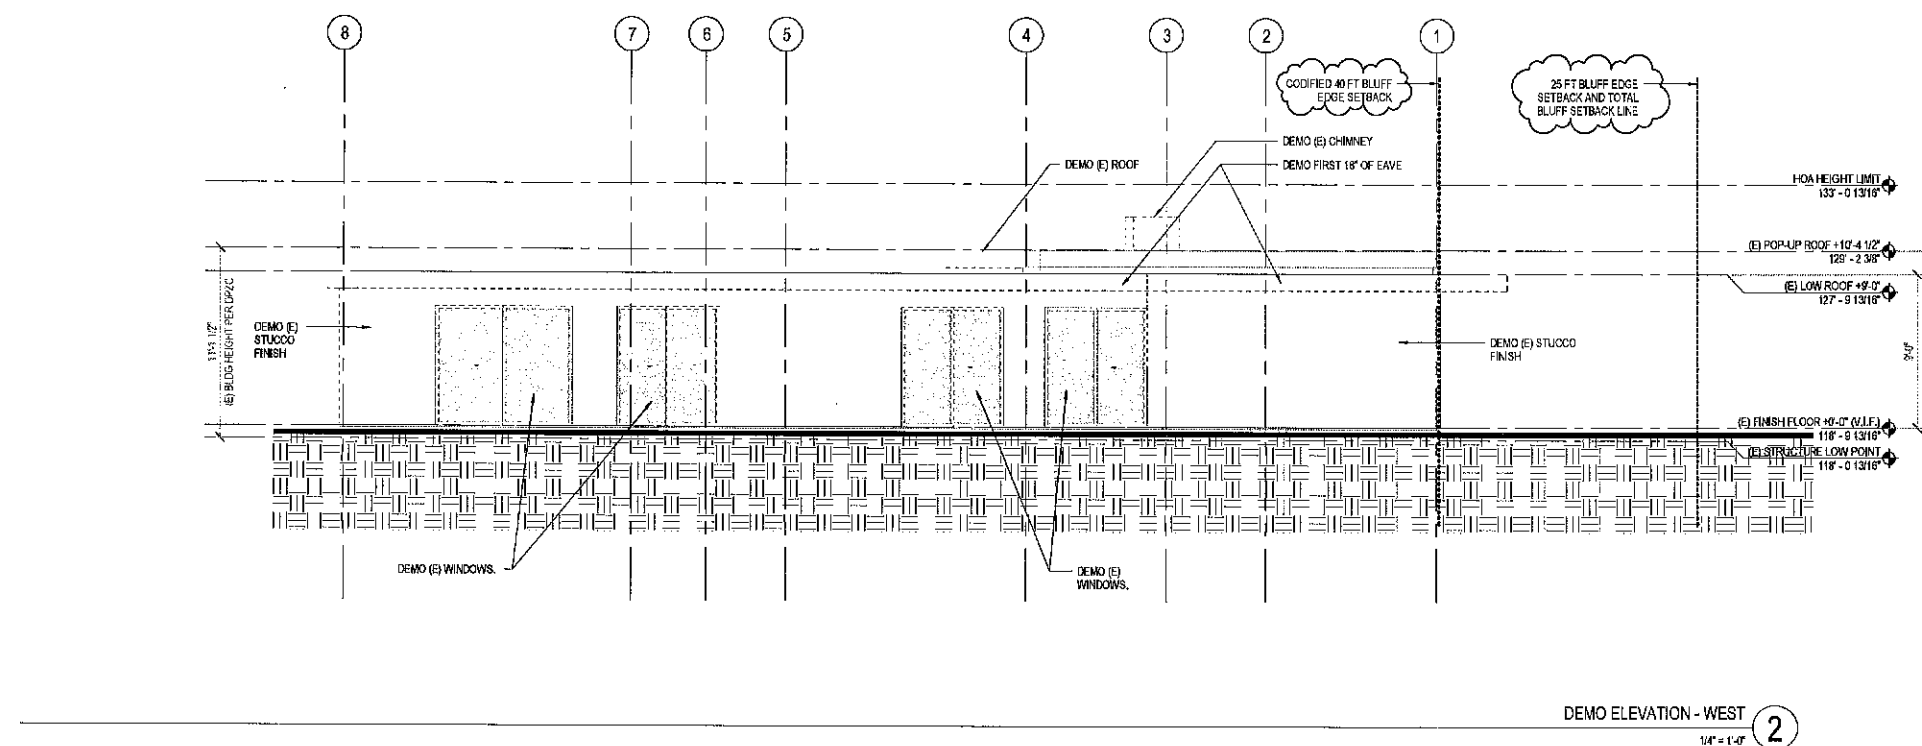 8
7
6
5
4
3
2
1
CODIFIED 40 FT BLUFF
EDGE SETBACK
25 FT BLUFF EDGE
SETBACK AND TOTAL
BLUFF SETBACK LINE
DEMO (E) CHIMNEY
DEMO (E) ROOF
DEMO FIRST 18" OF EAVE
HOA HEIGHT LIMIT
133' - 0 13/16"
(E) POP-UP ROOF +10'-4 1/2"
129' - 2 3/8"
(E) LOW ROOF +9'-0"
127' - 9 13/16"
(E) BLDG HEIGHT PER DPZC
DEMO (E)
STUCCO
FINISH
DEMO (E) STUCCO
FINISH
9'-0"
(E) FINISH FLOOR +0'-0" (V.I.F.)
118' - 9 13/16"
(E) STRUCTURE LOW POINT
118' - 0 13/16"
DEMO (E) WINDOWS.
DEMO (E)
WINDOWS.
DEMO ELEVATION - WEST
2
1/4" = 1'-0"